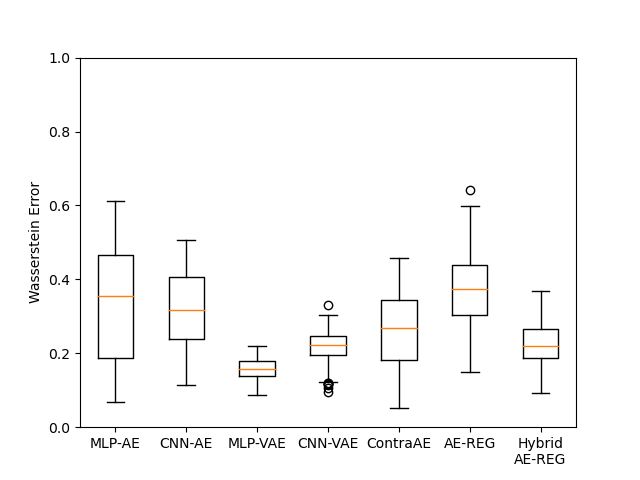 1.0
0.8
0.6
0.4
0.2
0.0
Wasserstein Error
MLP-AE CNN-AE MLP-VAE CNN-VAE ContraAE AE-REG Hybrid
AE-REG